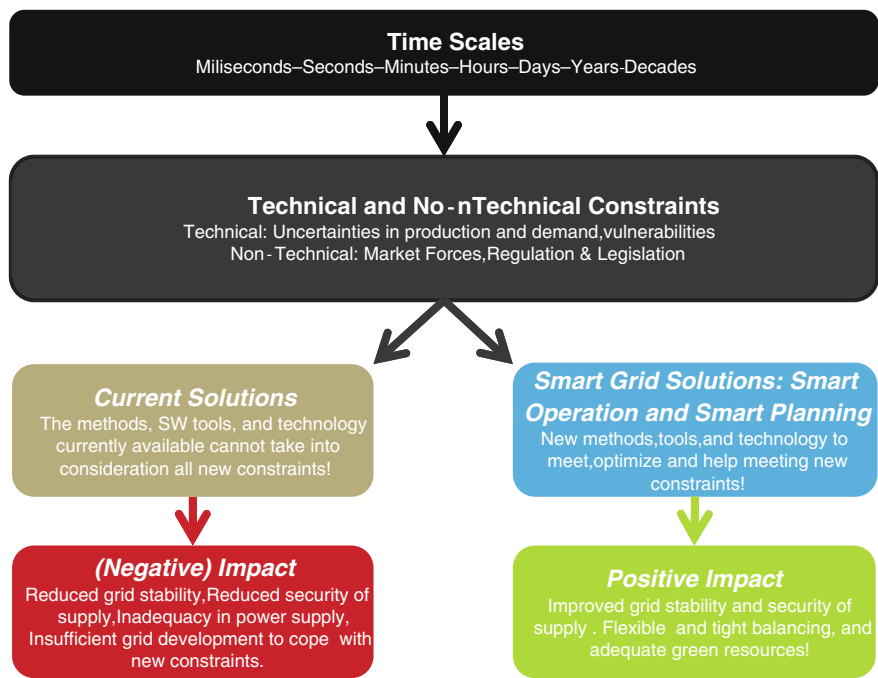 Time Scales
Miliseconds–Seconds–Minutes–Hours–Days–Years-Decades
Technical and No-nTechnical Constraints
Technical: Uncertainties in production and demand,vulnerabilities
Non-Technical: Market Forces,Regulation & Legislation
Current Solutions
The methods, SW tools, and technology
currently available cannot take into
consideration all new constraints!
Smart Grid Solutions: Smart
Operation and Smart Planning
New methods,tools,and technology to
meet,optimize and help meeting new
constraints!
(Negative) Impact
Reduced grid stability,Reduced security of
supply,Inadequacy in power supply,
Insufficient grid development to cope with
new constraints.
Positive Impact
Improved grid stability and security of
supply . Flexible and tight balancing, and
adequate green resources!